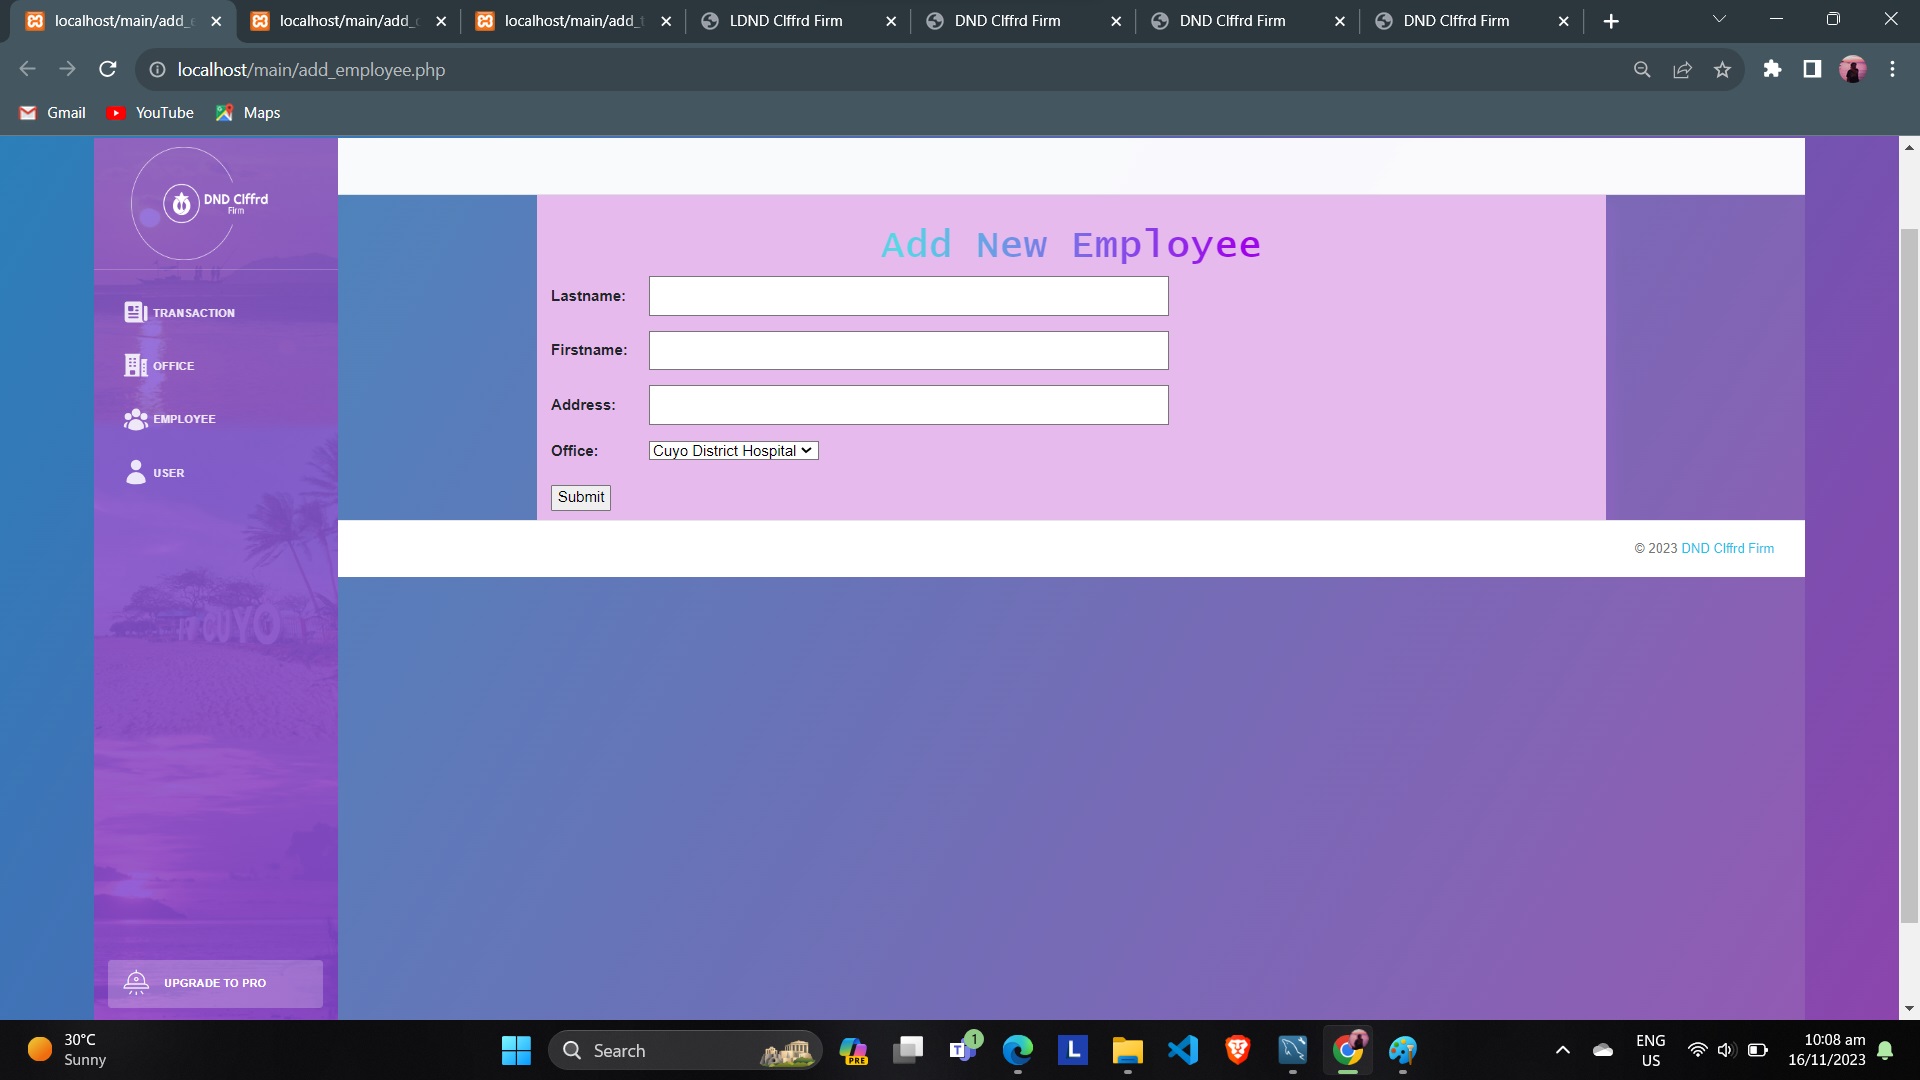 localhost/main/add_e
localhost/main/add_
localhost/main/add_
LDND Clffrd Firm
DND Clffrd Firm
DND Clffrd Firm
DND Clffrd Firm
localhost/main/add_employee.php
Gmail
YouTube
Maps
DND Clffrd
Firm
TRANSACTION
OFFICE
EMPLOYEE
USER
CUYO
UPGRADE TO PRO
Add New Employee
Lastname:
Firstname:
Address:
Office:
Cuyo District Hospital
Submit
© 2023 DND Clffrd Firm
30°C
Sunny
Search
PRE
T
1
L
ENG
US
10:08 am
16/11/2023